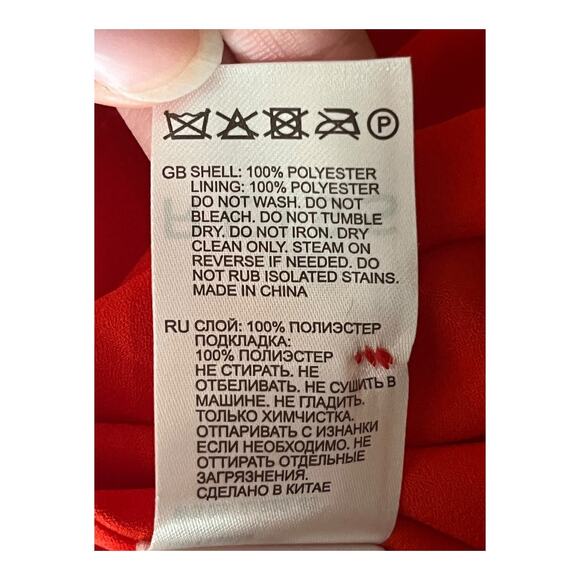 P
GB SHELL: 100% POLYESTER
LINING: 100% POLYESTER
DO NOT WASH. DO NOT
BLEACH. DO NOT TUMBLE
DRY. DO NOT IRON. DRY
CLEAN ONLY. STEAM ON
REVERSE IF NEEDED. DO
NOT RUB ISOLATED STAINS.
MADE IN CHINA
RU СЛОЙ: 100% ПОЛИЭСТЕР
ПОДКЛАДКА:
100% ПОЛИЭСТЕР
НЕ СТИРАТЬ. НЕ
ОТБЕЛИВАТЬ. НЕ СУШИТЬ В
МАШИНЕ. НЕ ГЛАДИТЬ.
ТОЛЬКО ХИМЧИСТКА.
ОТПАРИВАТЬ С ИЗНАНКИ
ЕСЛИ НЕОБХОДИМО. НЕ
ОТТИРАТЬ ОТДЕЛЬНЫЕ
ЗАГРЯЗНЕНИЯ.
СДЕЛАНО В КИТАЕ